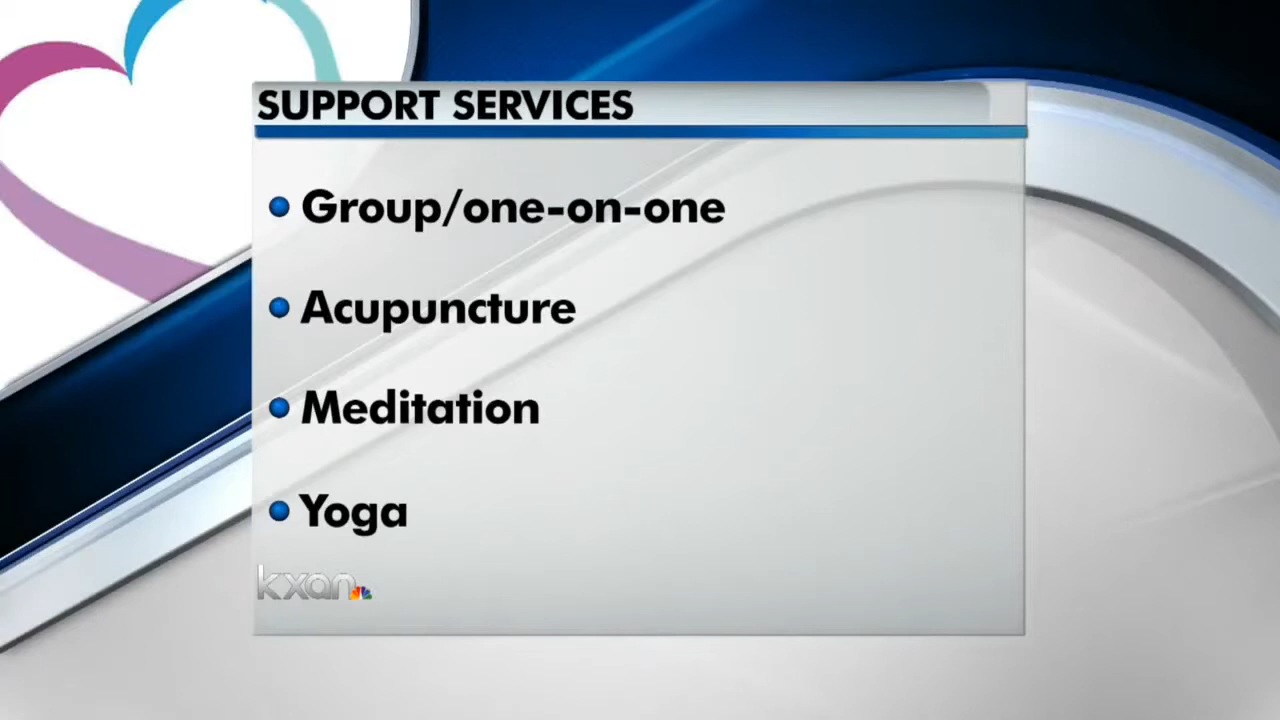 SUPPORT SERVICES
Group/one-on-one
Acupuncture
Meditation
Yoga
kxan